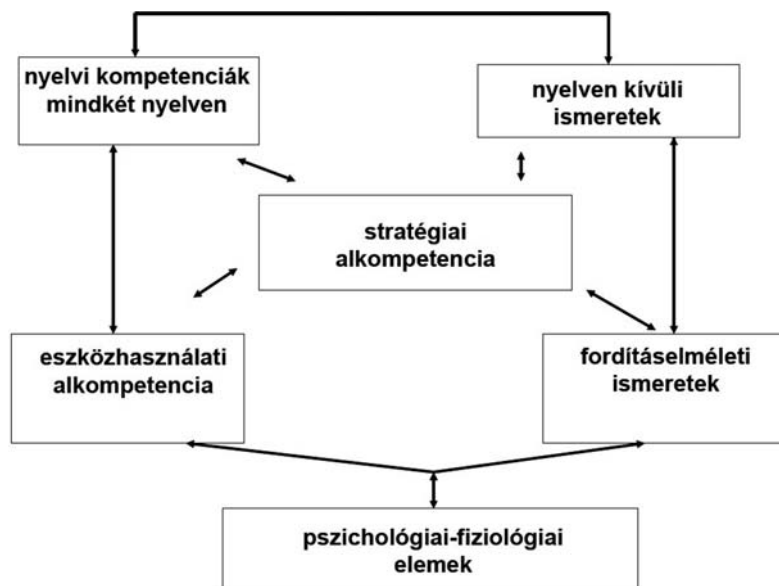 nyelvi kompetenciák
mindkét nyelven
nyelven kívüli
ismeretek
stratégiai
alkompetencia
eszközhasználati
alkompetencia
fordításelméleti
ismeretek
pszichológiai-fiziológiai
elemek